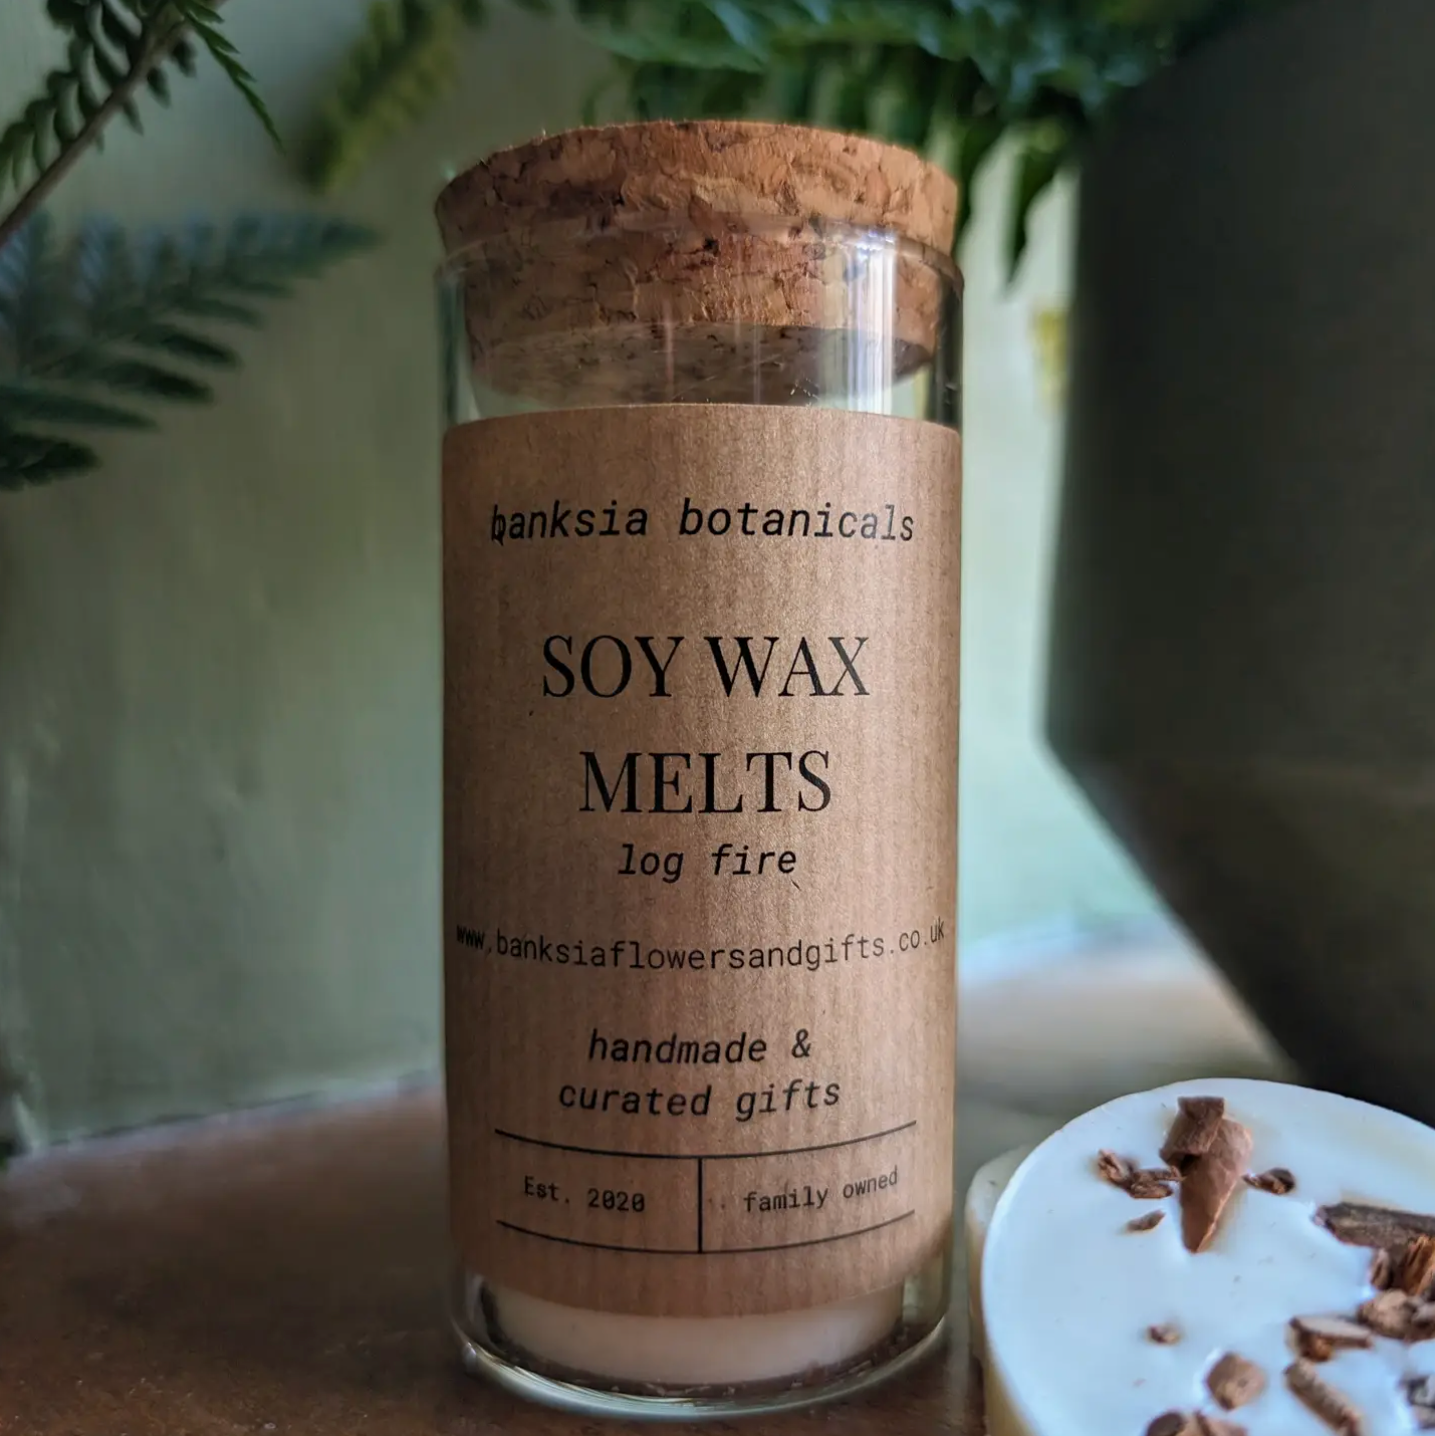 banksia botanicals
SOY WAX
MELTS
log fire
www.banksiaflowersandgifts.co.uk
handmade &
curated gifts
Est. 2020 family owned